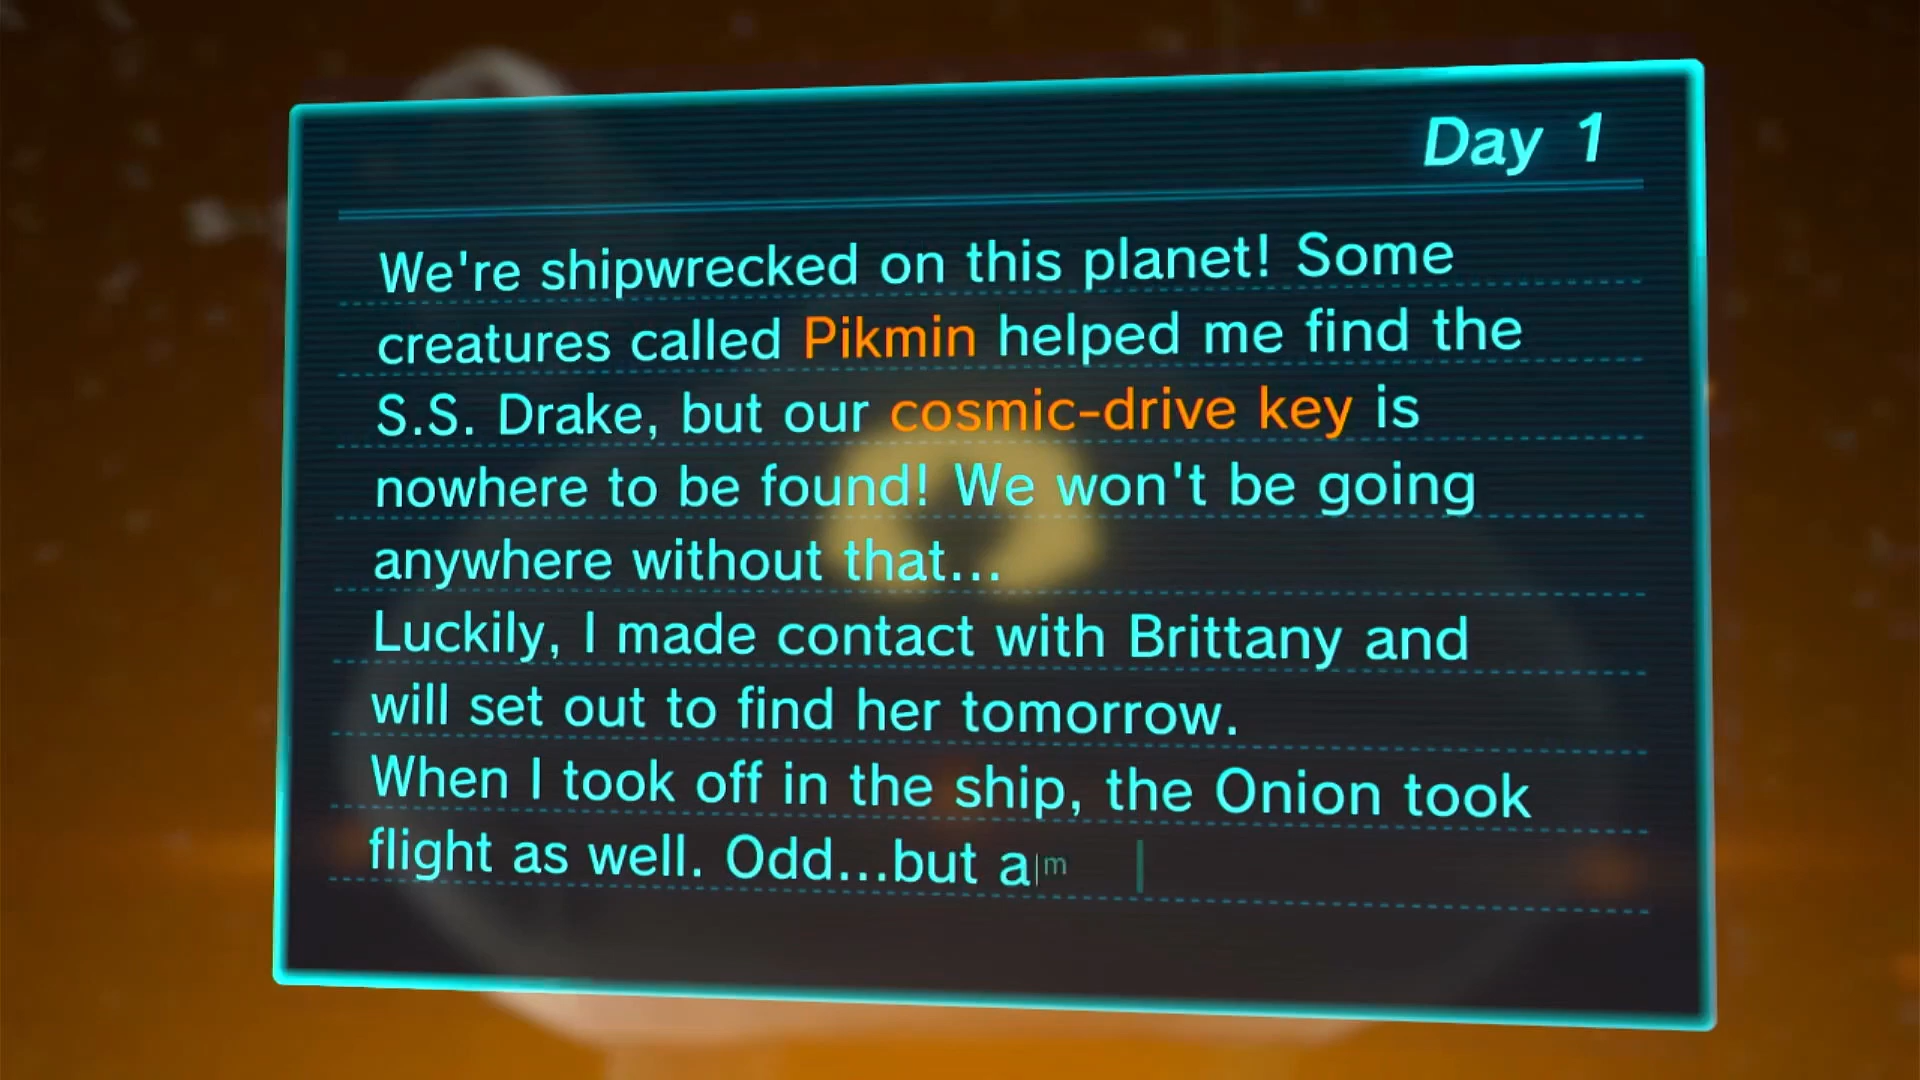 Day 1
We're shipwrecked on this planet! Some
creatures called Pikmin helped me find the
S.S. Drake, but our cosmic-drive key is
nowhere to be found! We won't be going
anywhere without that...
Luckily, I made contact with Brittany and
will set out to find her tomorrow.
When I took off in the ship, the Onion took
flight as well. Odd...but am